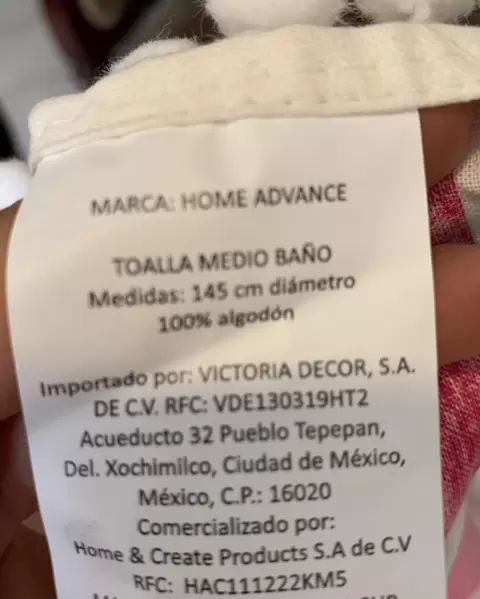 MARCA: HOME ADVANCE
TOALLA MEDIO BAÑO
Medidas: 145 cm diámetro
100% algodón
Importado por: VICTORIA DECOR, S.A.
DE C.V. RFC: VDE130319HT2
Acueducto 32 Pueblo Tepepan,
Del. Xochimilco, Ciudad de México,
México, C.P.: 16020
Comercializado por:
Home & Create Products S.A de C.V
RFC: HAC111222KM5